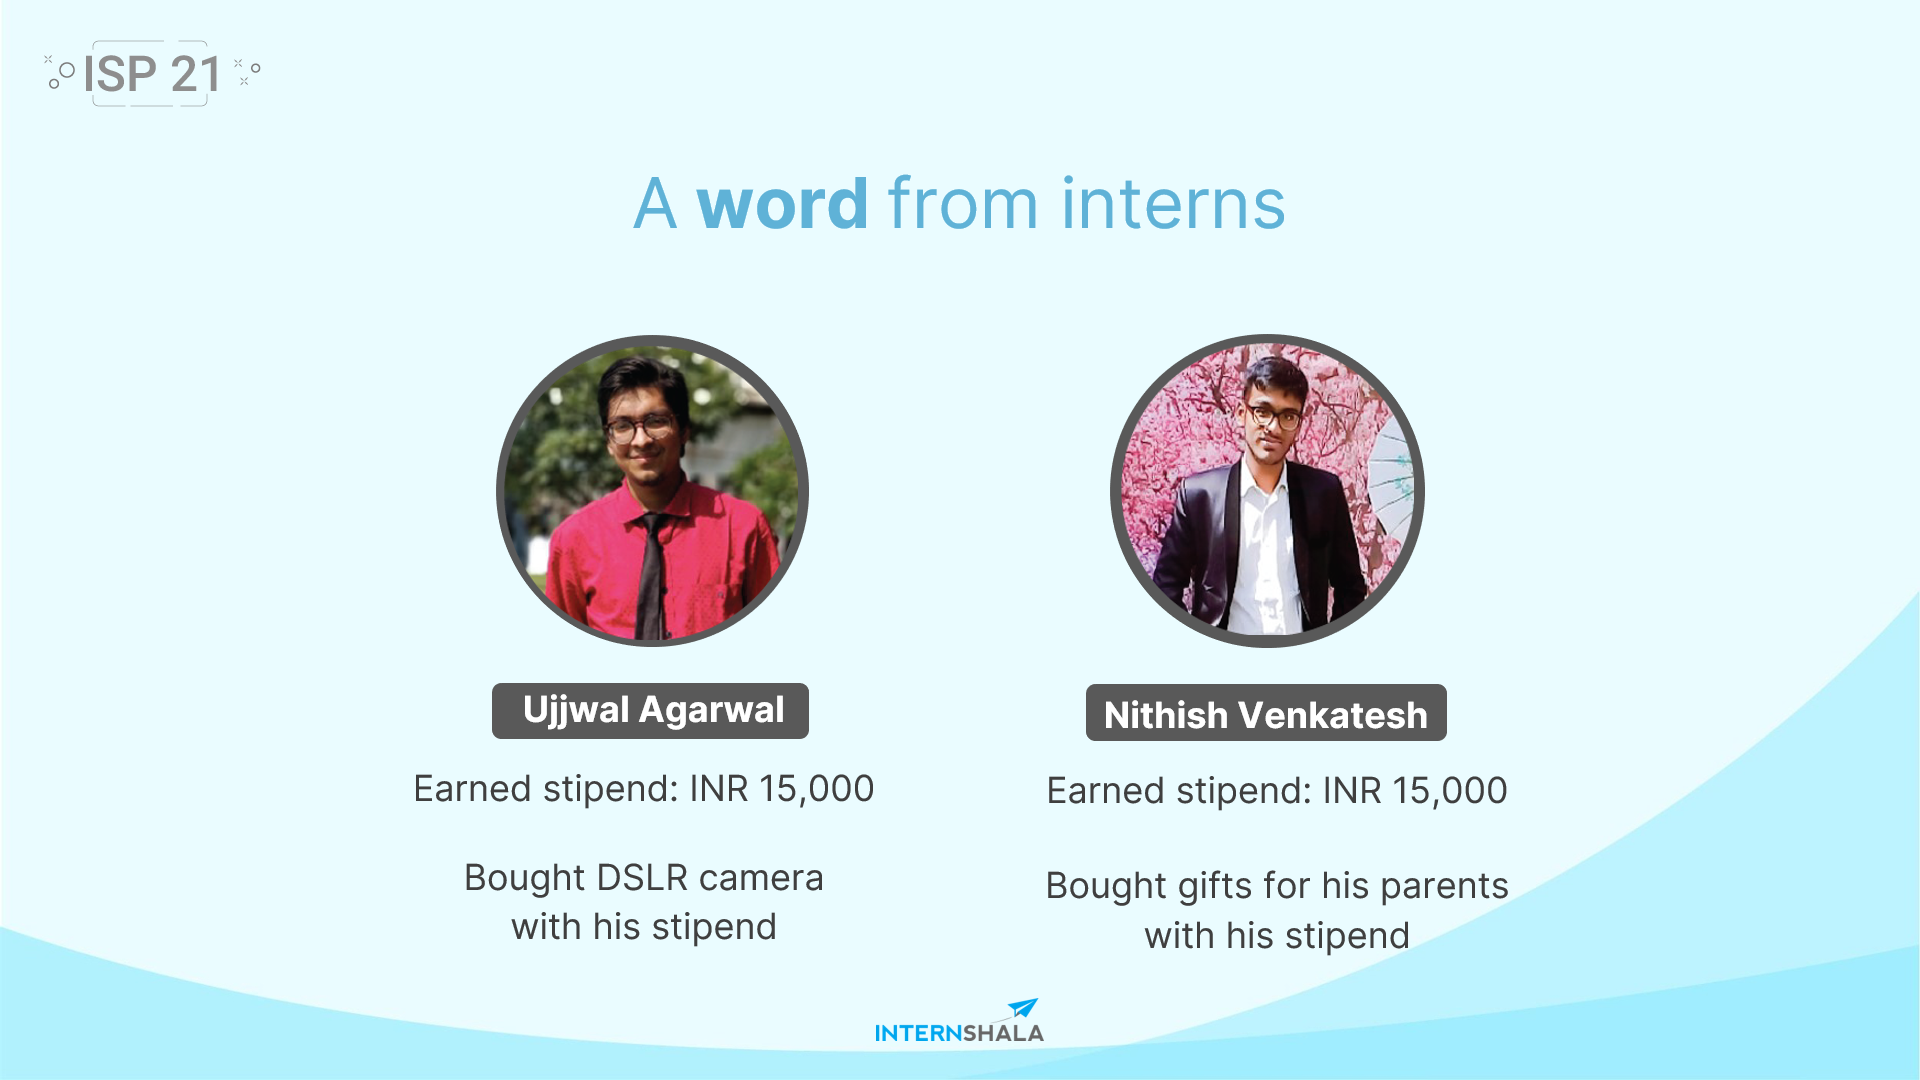 ISP 21
A word from interns
Ujjwal Agarwal
Earned stipend: INR 15,000
Bought DSLR camera
with his stipend
Nithish Venkatesh
Earned stipend: INR 15,000
Bought gifts for his parents
with his stipend
INTERNSHALA